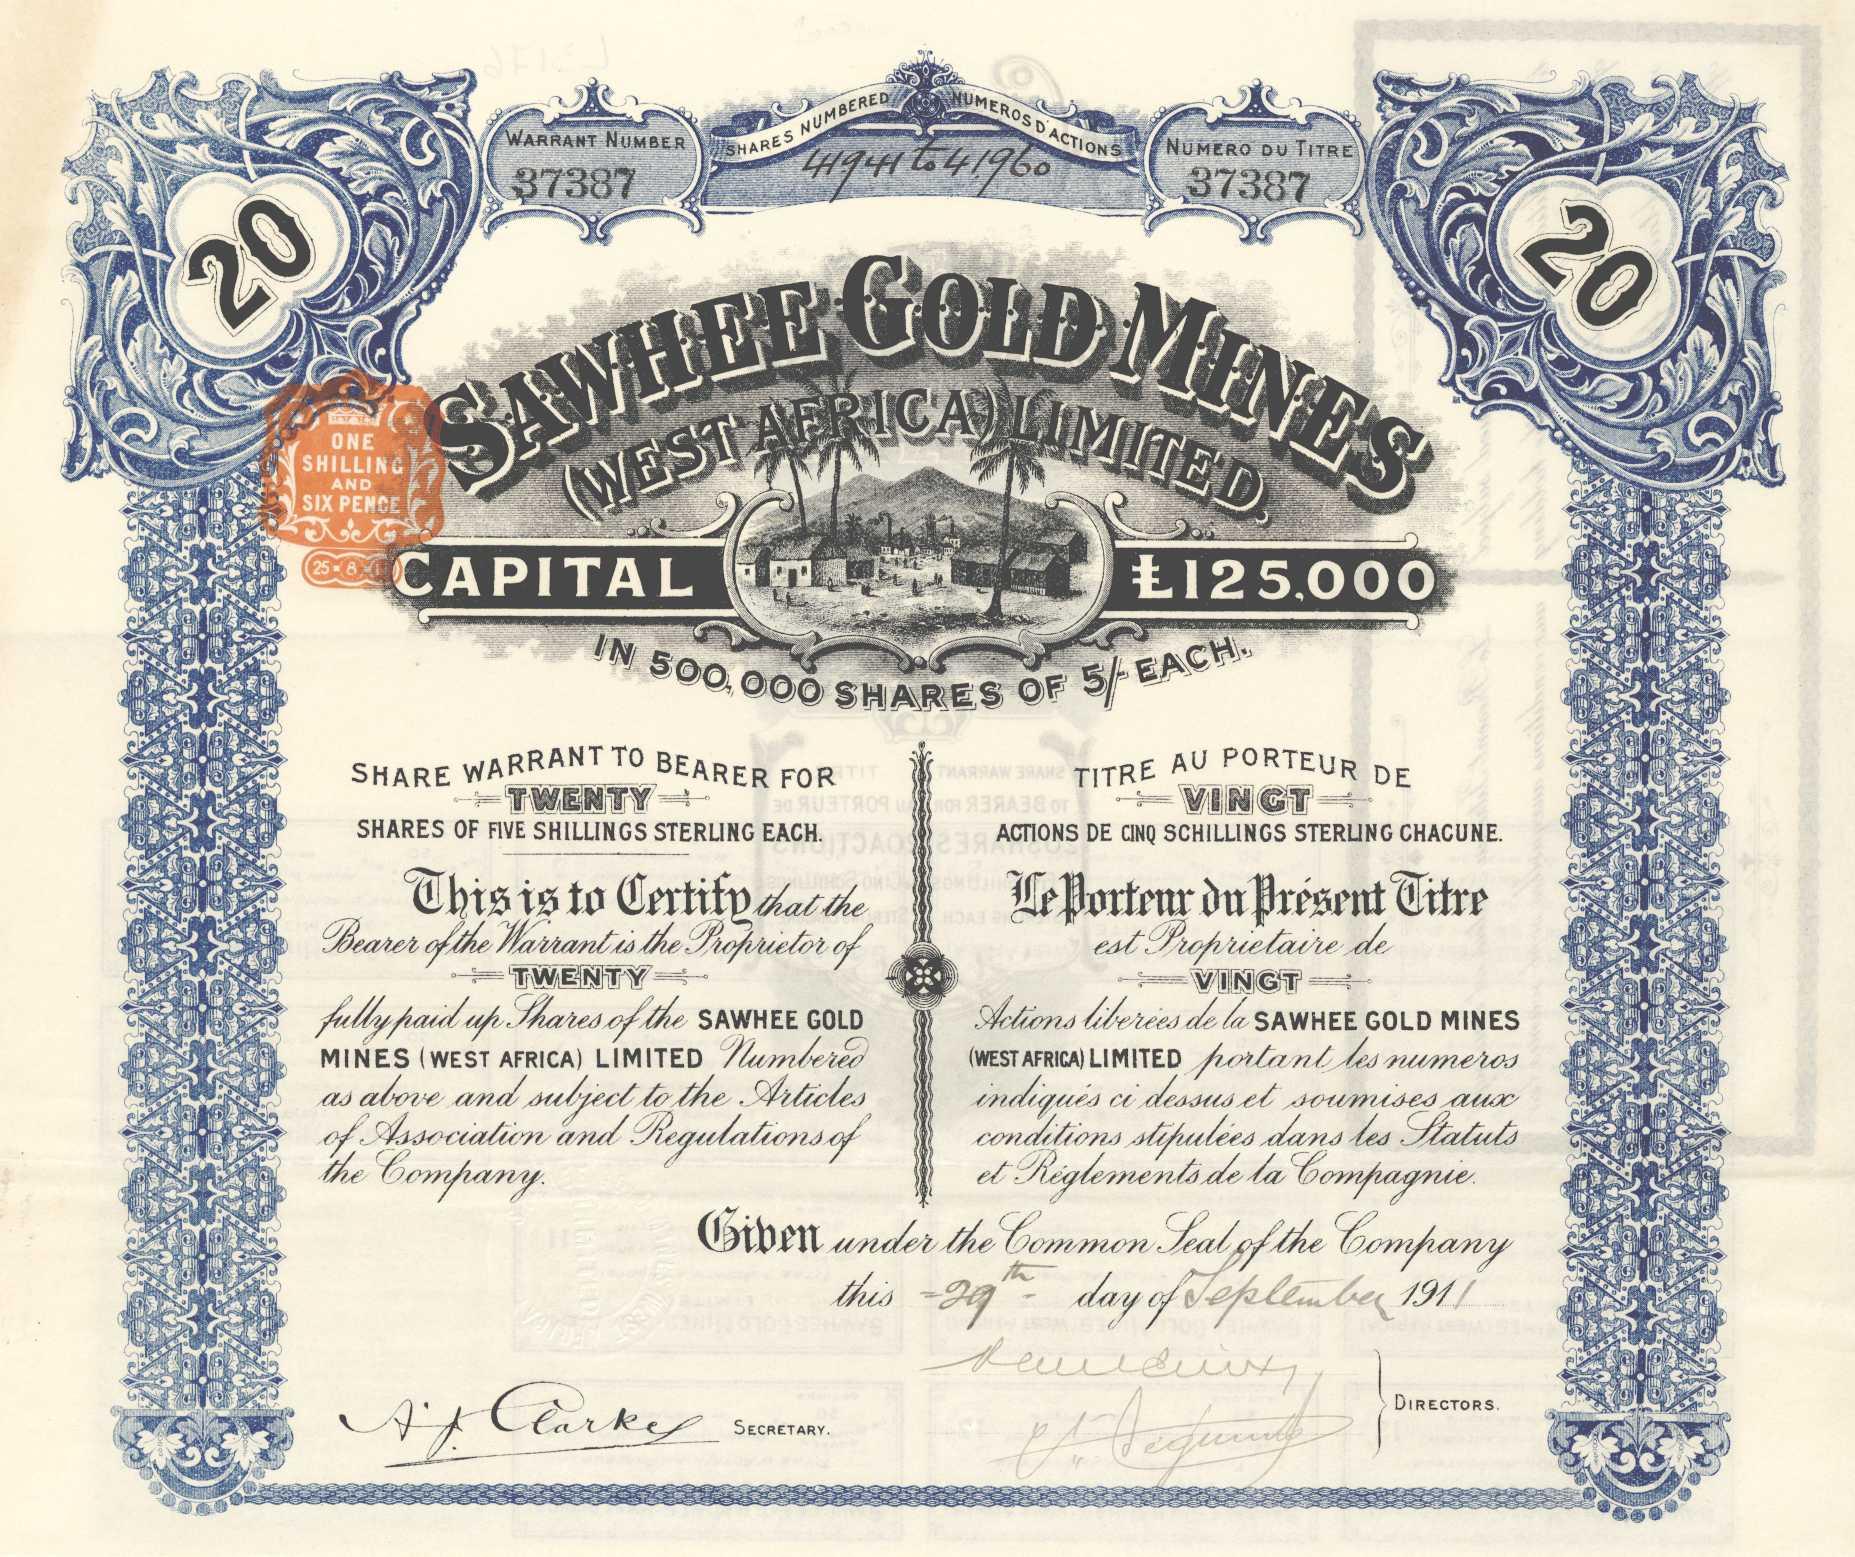 WARRANT NUMBER
37387
SHARES NUMBERED NUMEROS D'ACTIONS
41941 to 41960
NUMERO DU TITRE
37387
20
20
SAWHEE GOLD MINES
(WEST AFRICA) LIMITED,
ONE
SHILLING
AND
SIX PENCE
CAPITAL £125,000
IN 500,000 SHARES OF 5/- EACH.
SHARE WARRANT TO BEARER FOR
TWENTY
SHARES OF FIVE SHILLINGS STERLING EACH.
This is to Certify that the
Bearer of the Warrant is the Proprietor of
TWENTY
fully paid up Shares of the SAWHEE GOLD
MINES (WEST AFRICA) LIMITED Numbered
as above and subject to the Articles
of Association and Regulations of
the Company.
TITRE AU PORTEUR DE
VINGT
ACTIONS DE CINQ SCHILLINGS STERLING CHACUNE.
Le Porteur du Présent Titre
est Proprietaire de
VINGT
Actions liberées de la SAWHEE GOLD MINES
(WEST AFRICA) LIMITED portant les numeros
indiqués ci dessus et soumises aux
conditions stipulées dans les Statuts
et Réglements de la Compagnie.
Given under the Common Seal of the Company
this -29th- day of September 1911
A. J. Clarke SECRETARY.
DIRECTORS.